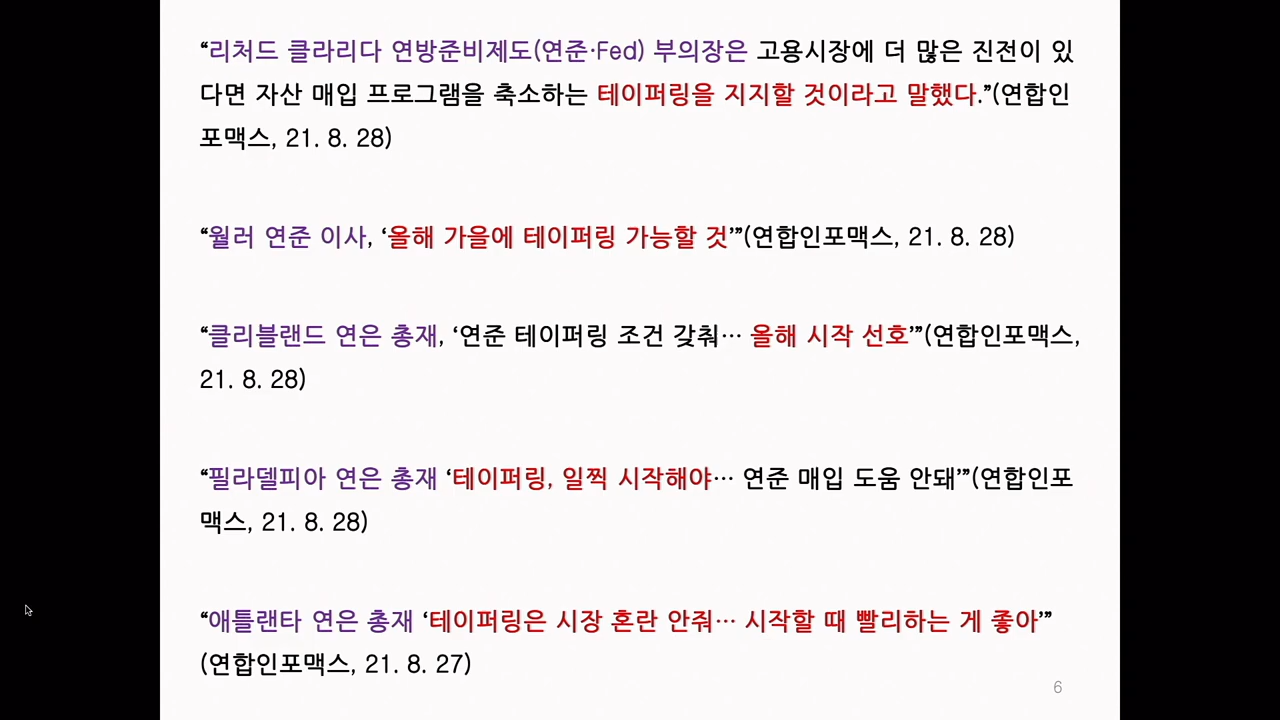 “리처드 클라리다 연방준비제도(연준·Fed) 부의장은 고용시장에 더 많은 진전이 있
다면 자산 매입 프로그램을 축소하는 테이퍼링을 지지할 것이라고 말했다.”(연합인
포맥스, 21. 8. 28)
“월러 연준 이사, ‘올해 가을에 테이퍼링 가능할 것’”(연합인포맥스, 21. 8. 28)
“클리블랜드 연은 총재, ‘연준 테이퍼링 조건 갖춰… 올해 시작 선호’”(연합인포맥스,
21. 8. 28)
“필라델피아 연은 총재 ‘테이퍼링, 일찍 시작해야… 연준 매입 도움 안돼’”(연합인포
맥스, 21. 8. 28)
“애틀랜타 연은 총재 ‘테이퍼링은 시장 혼란 안줘… 시작할 때 빨리하는 게 좋아’”
(연합인포맥스, 21. 8. 27)
6